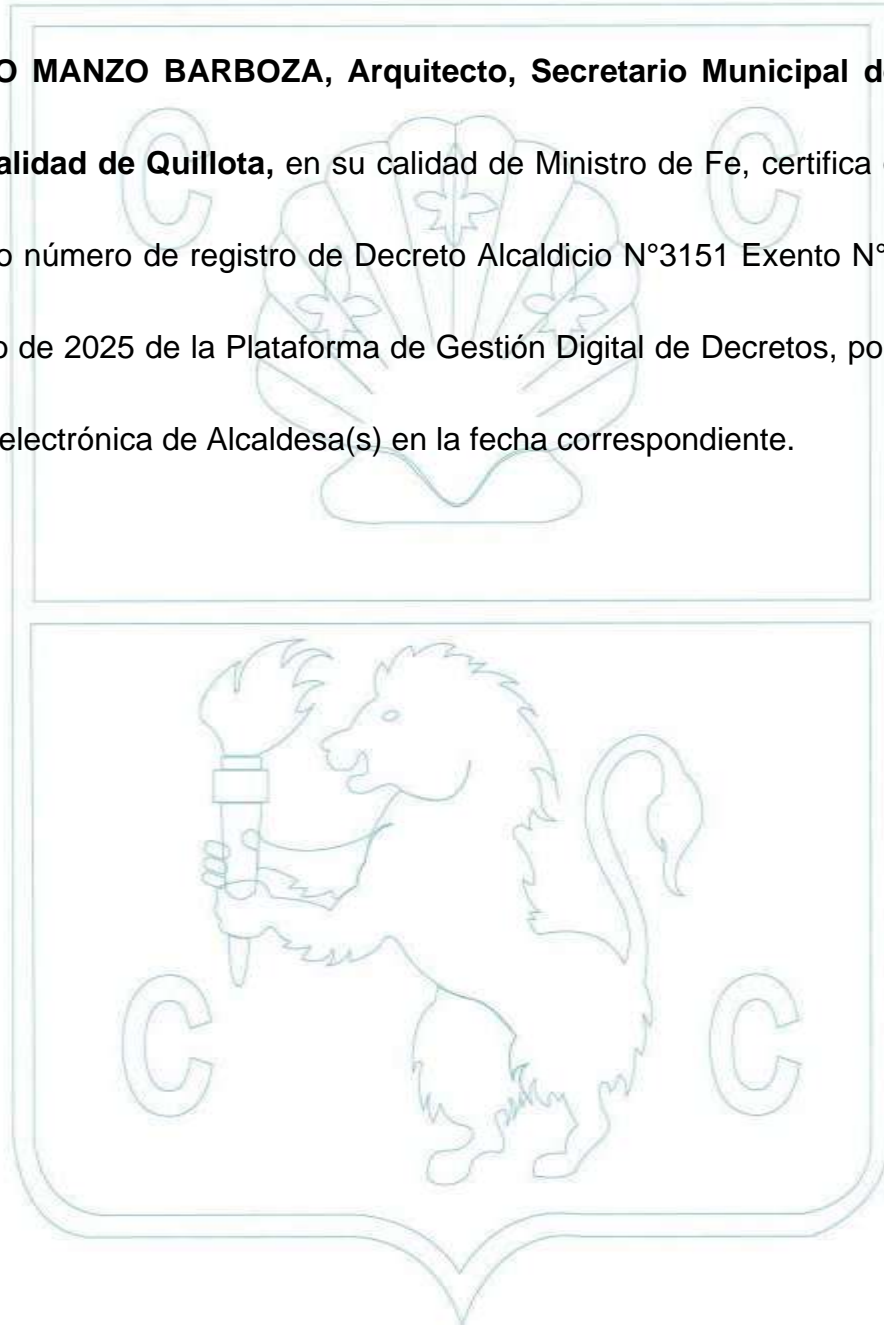 O MANZO BARBOZA, Arquitecto, Secretario Municipal d
C C
alidad de Quillota, en su calidad de Ministro de Fe, certifica
o número de registro de Decreto Alcaldicio N°3151 Exento N°
o de 2025 de la Plataforma de Gestión Digital de Decretos, po
electrónica de Alcaldesa(s) en la fecha correspondiente.
C C